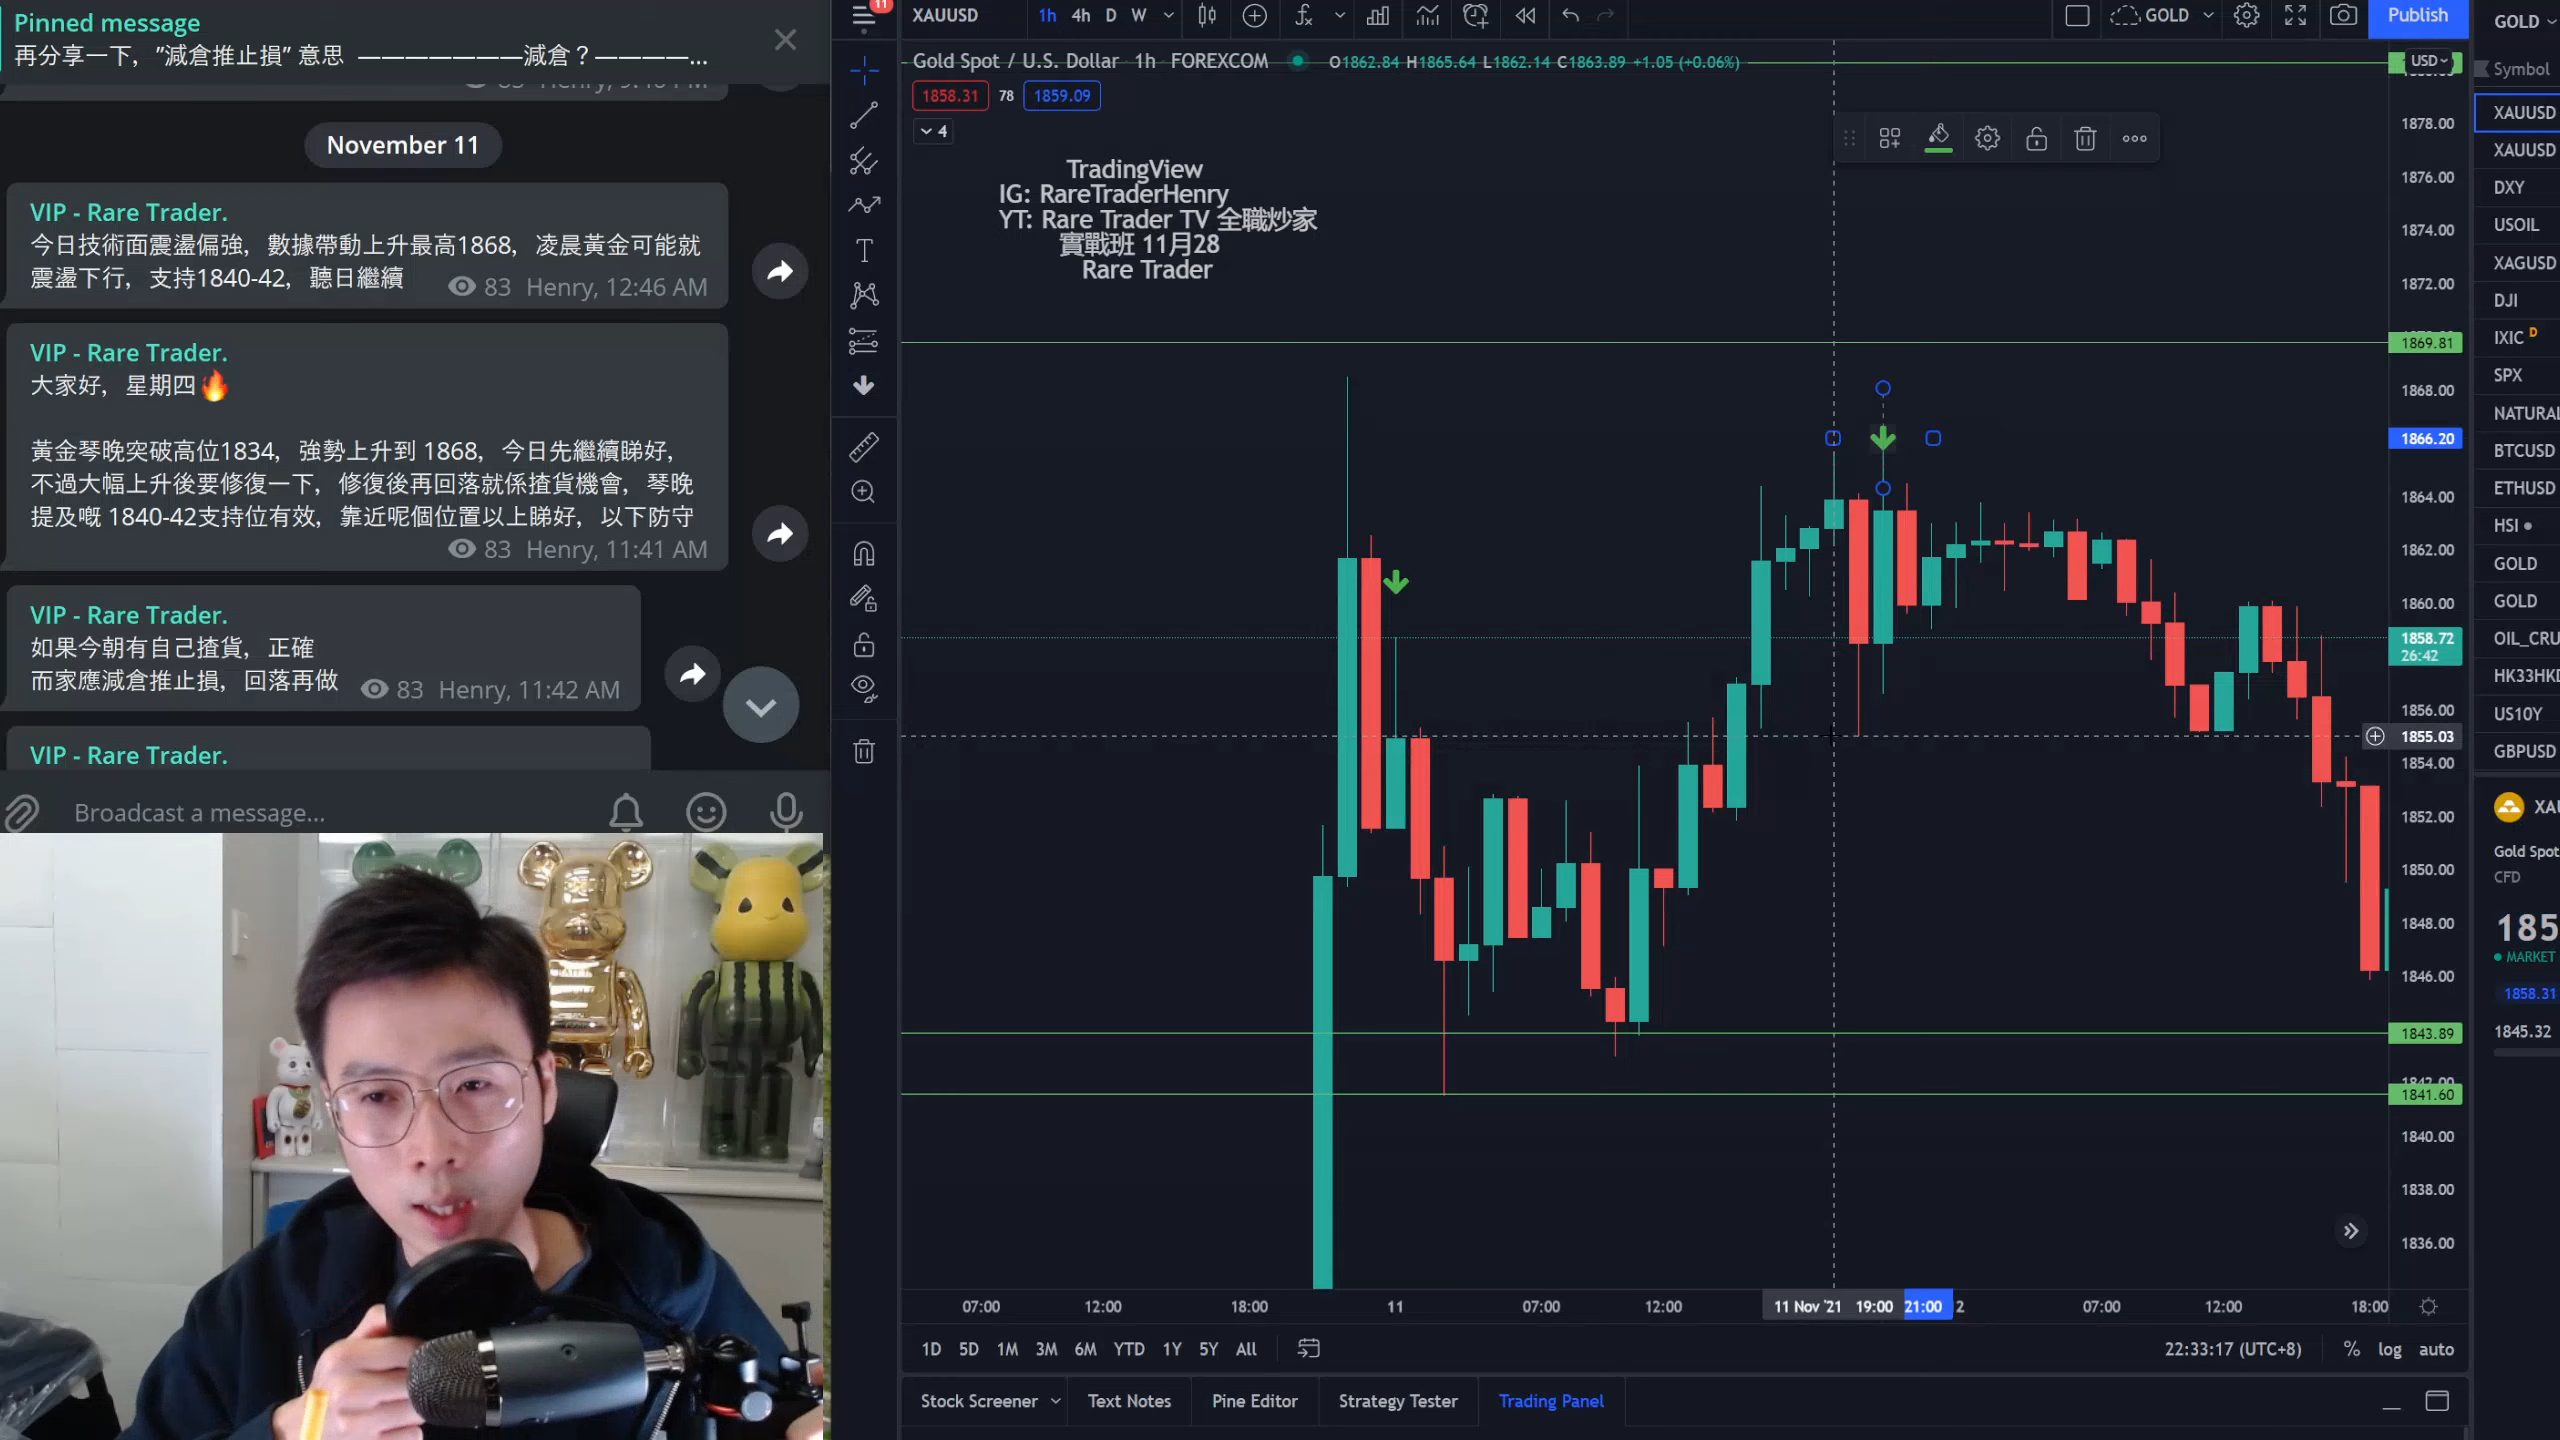 Pinned message
再分享一下，”減倉推止損” 意思 ———————減倉？————...
November 11
VIP - Rare Trader.
今日技術面震盪偏強，數據帶動上升最高1868，凌晨黃金可能就
震盪下行，支持1840-42，聽日繼續
83 Henry, 12:46 AM
VIP - Rare Trader.
大家好，星期四🔥
黃金琴晚突破高位1834，強勢上升到 1868，今日先繼續睇好，
不過大幅上升後要修復一下，修復後再回落就係揸貨機會，琴晚
提及嘅 1840-42支持位有效，靠近呢個位置以上睇好，以下防守
83 Henry, 11:41 AM
VIP - Rare Trader.
如果今朝有自己揸貨，正確
而家應減倉推止損，回落再做
83 Henry, 11:42 AM
VIP - Rare Trader.
Broadcast a message...
11
XAUUSD 1h 4h D W GOLD Publish
Gold Spot / U.S. Dollar 1h FOREXCOM O1862.84 H1865.64 L1862.14 C1863.89 +1.05 (+0.06%)
1858.31 78 1859.09
4
TradingView
IG: RareTraderHenry
YT: Rare Trader TV 全職炒家
實戰班 11月28
Rare Trader
USD
1878.00
1876.00
1874.00
1872.00
1869.81
1868.00
1866.20
1864.00
1862.00
1860.00
1858.72
26:42
1856.00
1855.03
1854.00
1852.00
1850.00
1848.00
1846.00
1843.89
1841.60
1840.00
1838.00
1836.00
07:00 12:00 18:00 11 07:00 12:00 11 Nov '21 19:00 21:00 2 07:00 12:00 18:00
1D 5D 1M 3M 6M YTD 1Y 5Y All
22:33:17 (UTC+8) % log auto
Stock Screener Text Notes Pine Editor Strategy Tester Trading Panel
GOLD
Symbol
XAUUSD
XAUUSD
DXY
USOIL
XAGUSD
DJI
IXIC D
SPX
NATURAL
BTCUSD
ETHUSD
HSI
GOLD
GOLD
OIL_CRU
HK33HKD
US10Y
GBPUSD
XAU
Gold Spot
CFD
185
MARKET
1858.31
1845.32